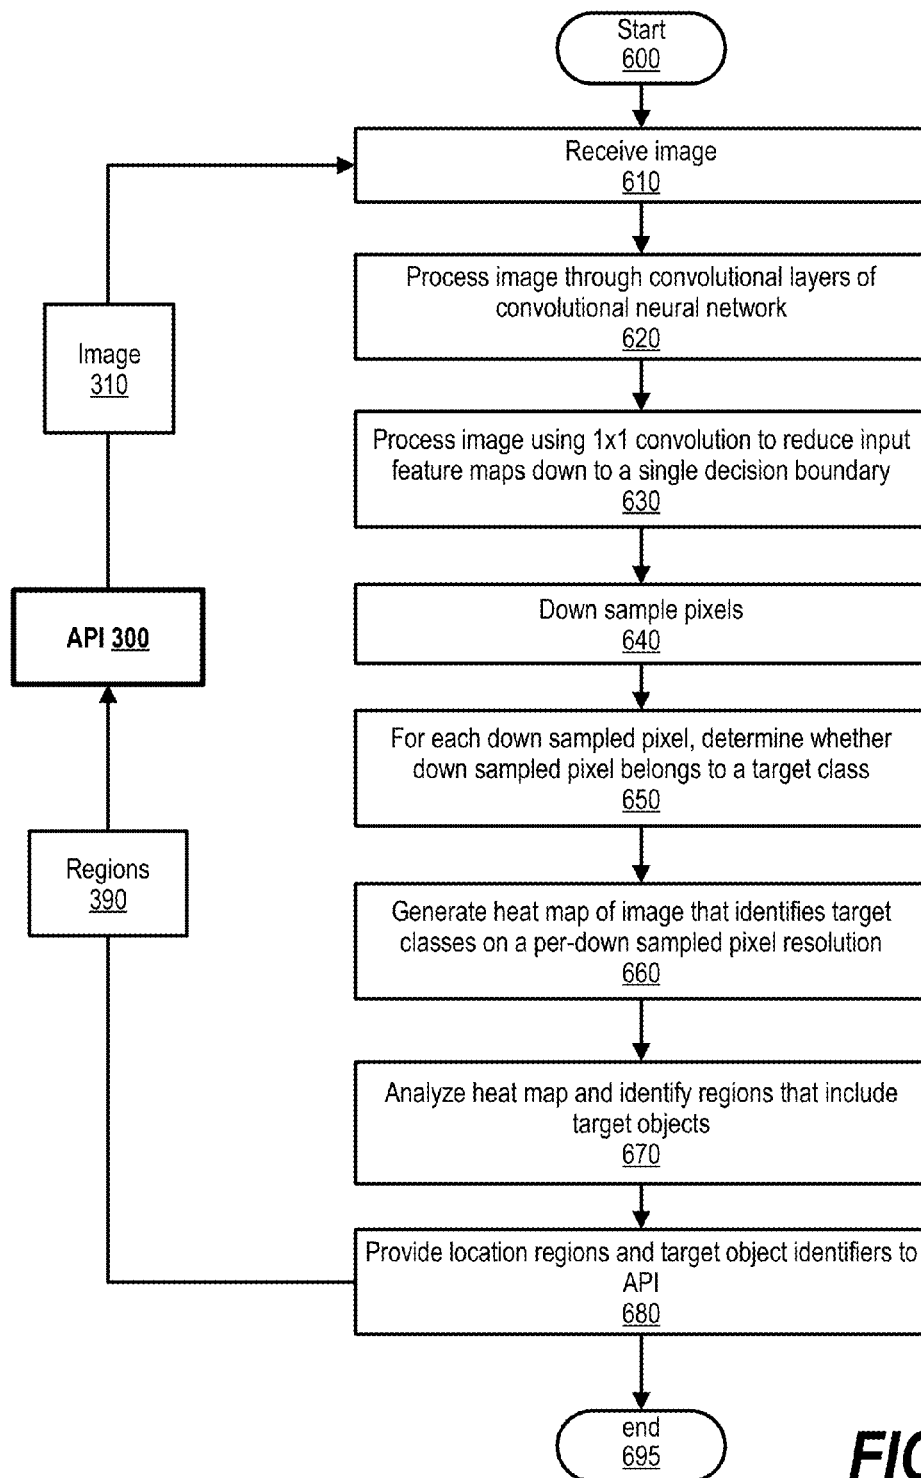 Start
600
Receive image
610
Process image through convolutional layers of
convolutional neural network
620
Image
310
Process image using 1x1 convolution to reduce input
feature maps down to a single decision boundary
630
API 300
Down sample pixels
640
For each down sampled pixel, determine whether
down sampled pixel belongs to a target class
650
Regions
390
Generate heat map of image that identifies target
classes on a per-down sampled pixel resolution
660
Analyze heat map and identify regions that include
target objects
670
Provide location regions and target object identifiers to
API
680
end
695